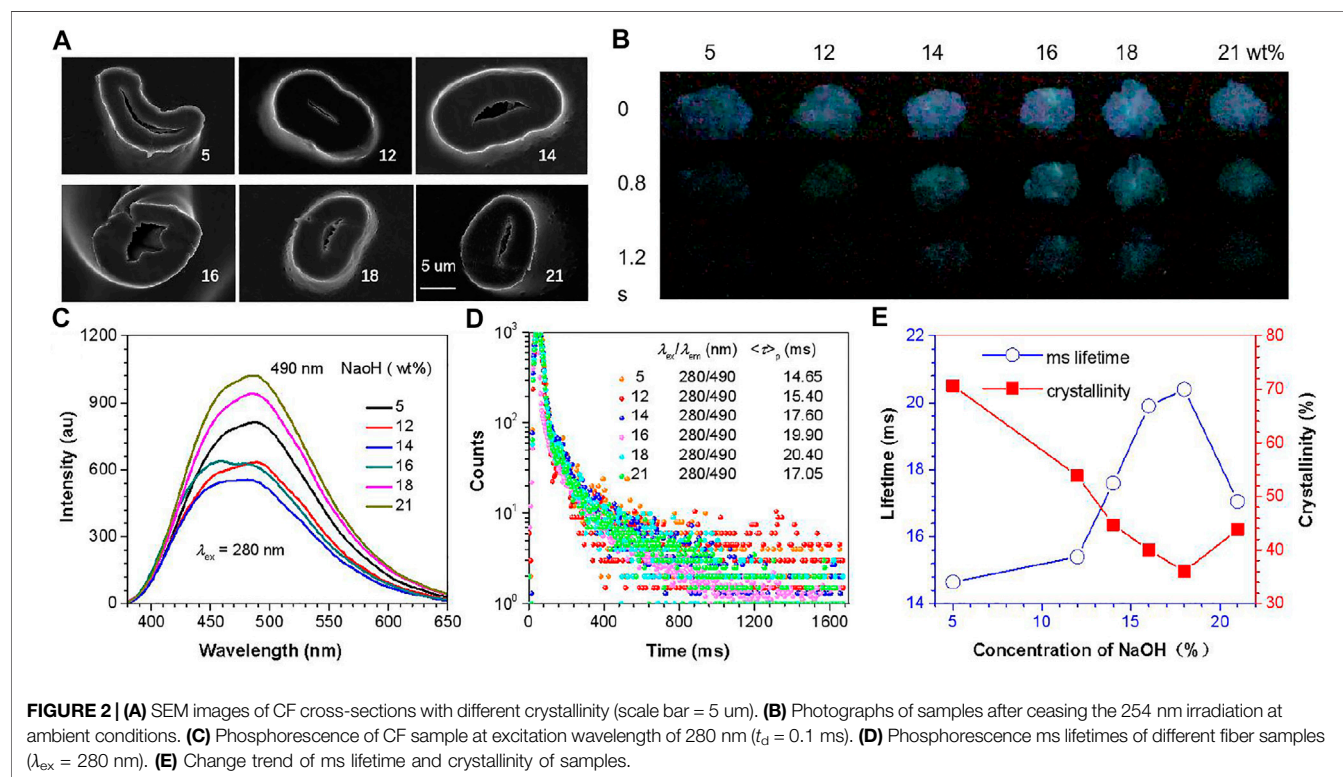 A
5
12
14
16
18
5 um
21
B
5 12 14 16 18 21 wt%
0
0.8
1.2
s
C
1200
900
600
300
0
Intensity (au)
490 nm NaoH ( wt%)
5
12
14
16
18
21
λex = 280 nm
400 450 500 550 600 650
Wavelength (nm)
D
10³
10²
10¹
10⁰
Counts
λex/λem (nm) <τ>p (ms)
5 280/490 14.65
12 280/490 15.40
14 280/490 17.60
16 280/490 19.90
18 280/490 20.40
21 280/490 17.05
0 400 800 1200 1600
Time (ms)
E
22
20
18
16
14
Lifetime (ms)
ms lifetime
crystallinity
80
70
60
50
40
30
Crystallinity (%)
5 10 15 20
Concentration of NaOH (%)
FIGURE 2 | (A) SEM images of CF cross-sections with different crystallinity (scale bar = 5 um). (B) Photographs of samples after ceasing the 254 nm irradiation at
ambient conditions. (C) Phosphorescence of CF sample at excitation wavelength of 280 nm (td = 0.1 ms). (D) Phosphorescence ms lifetimes of different fiber samples
(λex = 280 nm). (E) Change trend of ms lifetime and crystallinity of samples.